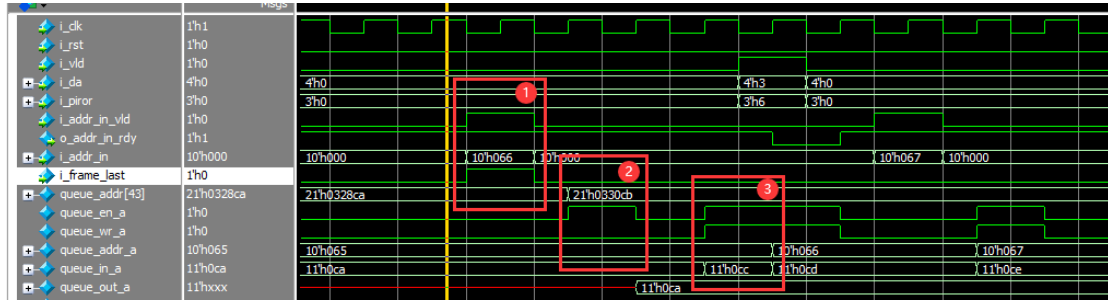 Msgs
i_clk 1'h1
i_rst 1'h0
i_vld 1'h0
i_da 4'h0 4'h0 4'h3 4'h0
i_piror 3'h0 3'h0 3'h6 3'h0
i_addr_in_vld 1'h0
o_addr_in_rdy 1'h1
i_addr_in 10'h000 10'h000 10'h066 10'h000 10'h067 10'h000
i_frame_last 1'h0
queue_addr[43] 21'h0328ca 21'h0328ca 21'h0330cb
queue_en_a 1'h0
queue_wr_a 1'h0
queue_addr_a 10'h065 10'h065 10'h066 10'h067
queue_in_a 11'h0ca 11'h0ca 11'h0cc 11'h0cd 11'h0ce
queue_out_a 11'hxxx 11'h0ca
1
2
3